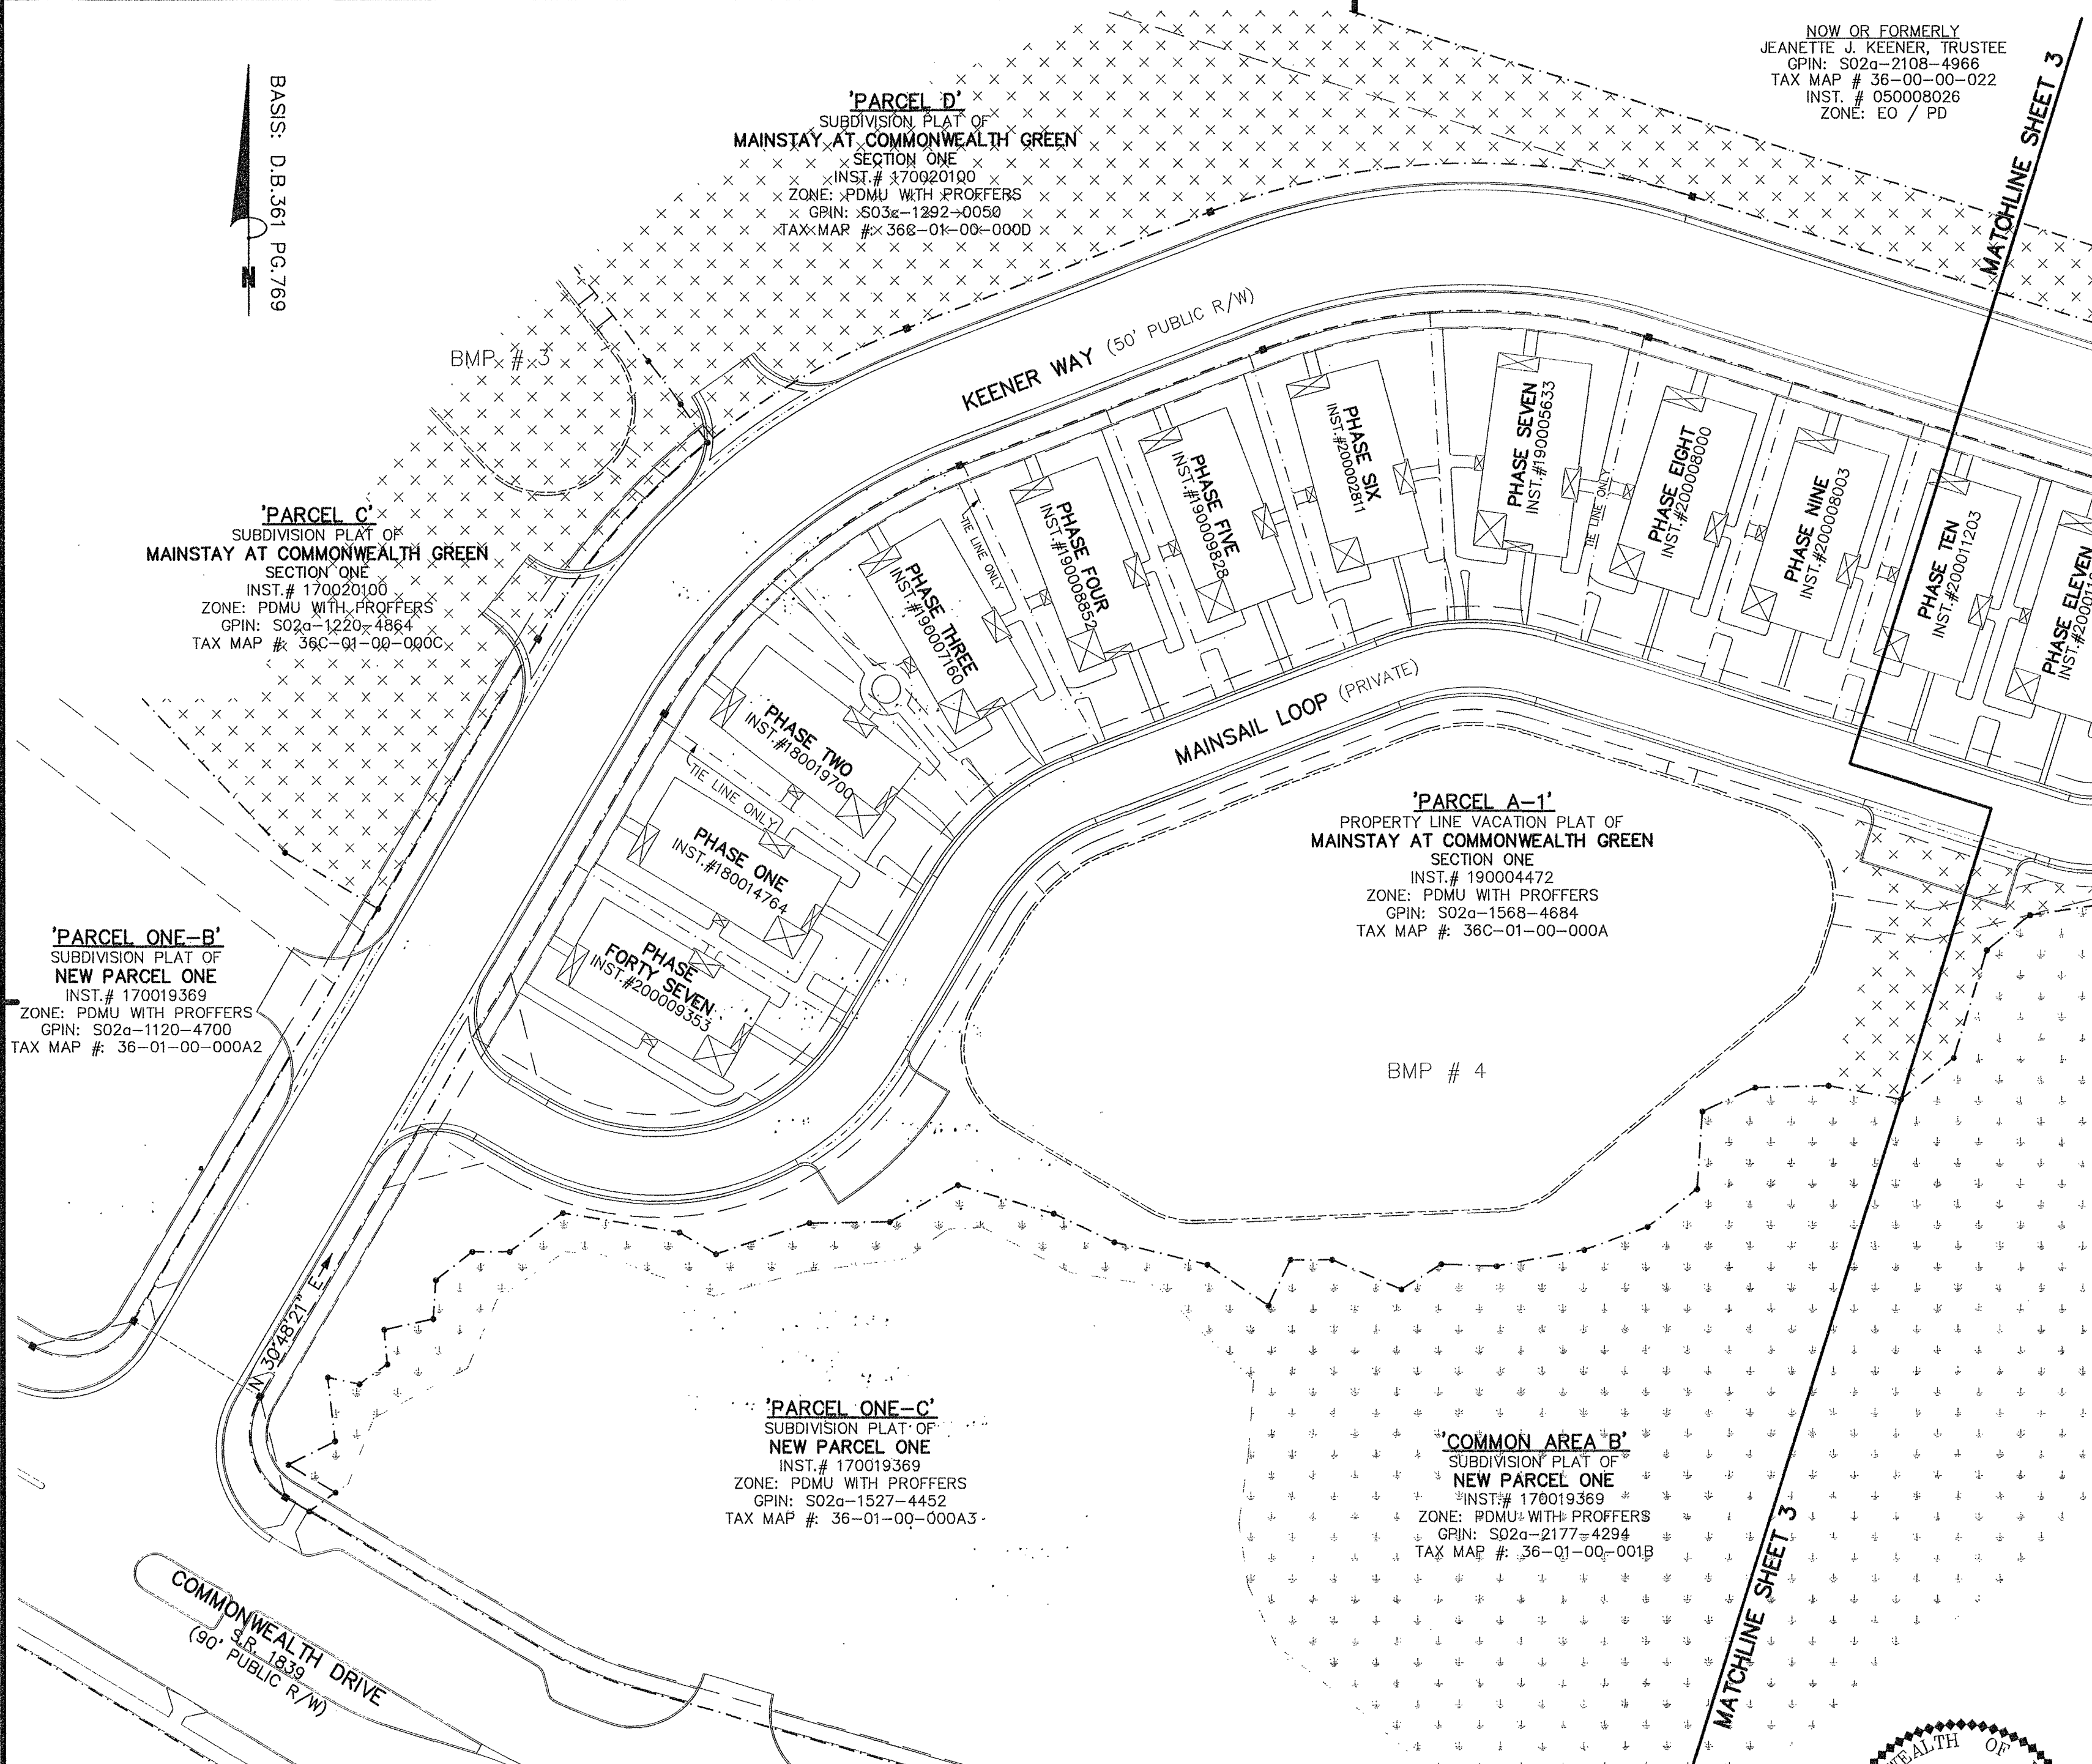 NOW OR FORMERLY
JEANETTE J. KEENER, TRUSTEE
GPIN: S02a-2108-4966
TAX MAP # 36-00-00-022
INST. # 050008026
ZONE: EO / PD
MATCHLINE SHEET 3
BASIS: D.B.361 PG.769
N
'PARCEL D'
SUBDIVISION PLAT OF
MAINSTAY AT COMMONWEALTH GREEN
SECTION ONE
INST.# 170020100
ZONE: PDMU WITH PROFFERS
GPIN: S03c-1292-0050
TAX MAP #: 36C-01-00-000D
BMP # 3
KEENER WAY (50' PUBLIC R/W)
'PARCEL C'
SUBDIVISION PLAT OF
MAINSTAY AT COMMONWEALTH GREEN
SECTION ONE
INST.# 170020100
ZONE: PDMU WITH PROFFERS
GPIN: S02a-1220-4864
TAX MAP #: 36C-01-00-000C
PHASE SEVEN
INST.#190005633
PHASE SIX
INST.#200002811
PHASE EIGHT
INST.#200008000
PHASE FIVE
INST.#190009828
PHASE NINE
INST.#200008003
PHASE FOUR
INST.#190008852
PHASE TEN
INST.#200011203
PHASE ELEVEN
TIE LINE ONLY
TIE LINE ONLY
PHASE THREE
INST.#190007160
PHASE TWO
INST.#180019700
TIE LINE ONLY
PHASE ONE
INST.#180014764
PHASE
FORTY SEVEN
INST.#200009353
MAINSAIL LOOP (PRIVATE)
'PARCEL A-1'
PROPERTY LINE VACATION PLAT OF
MAINSTAY AT COMMONWEALTH GREEN
SECTION ONE
INST.# 190004472
ZONE: PDMU WITH PROFFERS
GPIN: S02a-1568-4684
TAX MAP #: 36C-01-00-000A
'PARCEL ONE-B'
SUBDIVISION PLAT OF
NEW PARCEL ONE
INST.# 170019369
ZONE: PDMU WITH PROFFERS
GPIN: S02a-1120-4700
TAX MAP #: 36-01-00-000A2
BMP # 4
N 30°48'21" E
'PARCEL ONE-C'
SUBDIVISION PLAT OF
NEW PARCEL ONE
INST.# 170019369
ZONE: PDMU WITH PROFFERS
GPIN: S02a-1527-4452
TAX MAP #: 36-01-00-000A3
'COMMON AREA B'
SUBDIVISION PLAT OF
NEW PARCEL ONE
INST.# 170019369
ZONE: PDMU WITH PROFFERS
GPIN: S02a-2177-4294
TAX MAP #: 36-01-00-001B
MATCHLINE SHEET 3
COMMONWEALTH DRIVE
S.R. 1839
(90' PUBLIC R/W)
WEALTH OF